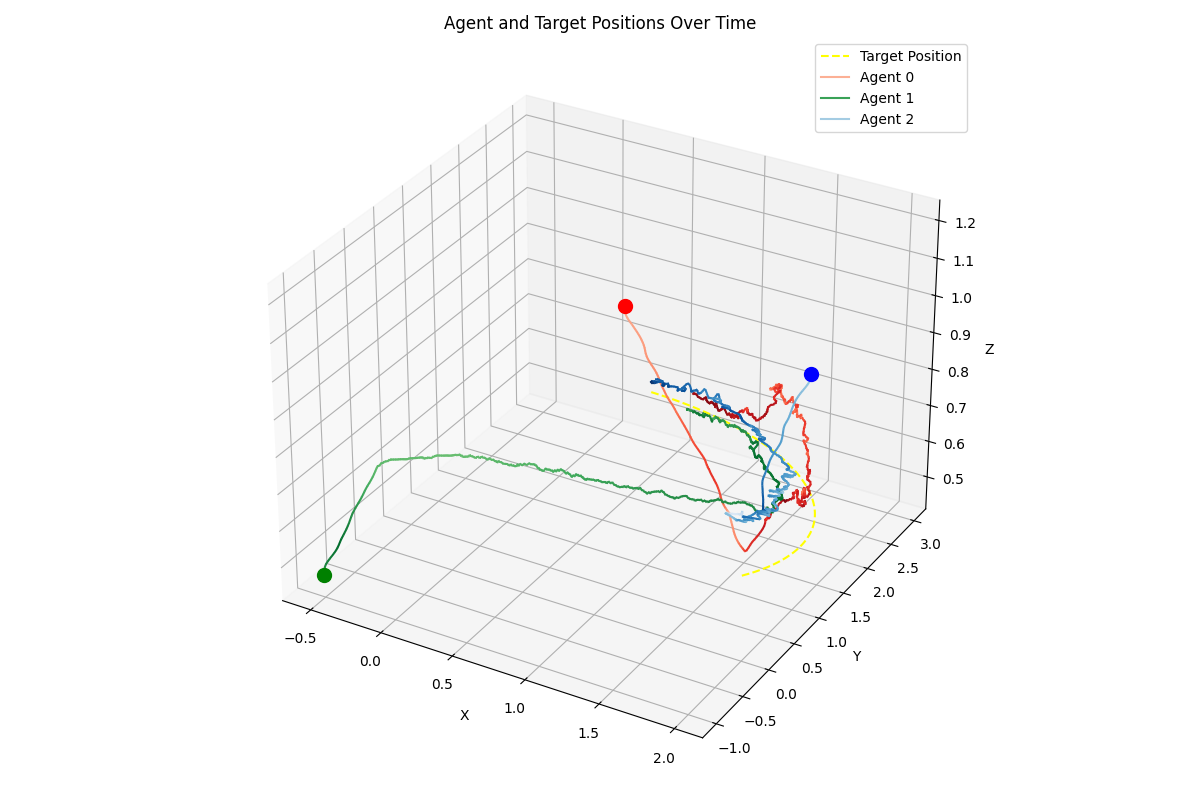 Agent and Target Positions Over Time
Target Position
Agent 0
Agent 1
Agent 2
1.2
1.1
1.0
0.9
0.8
0.7
0.6
0.5
Z
3.0
2.5
2.0
1.5
1.0
0.5
0.0
−0.5
−1.0
Y
−0.5
0.0
0.5
1.0
1.5
2.0
X